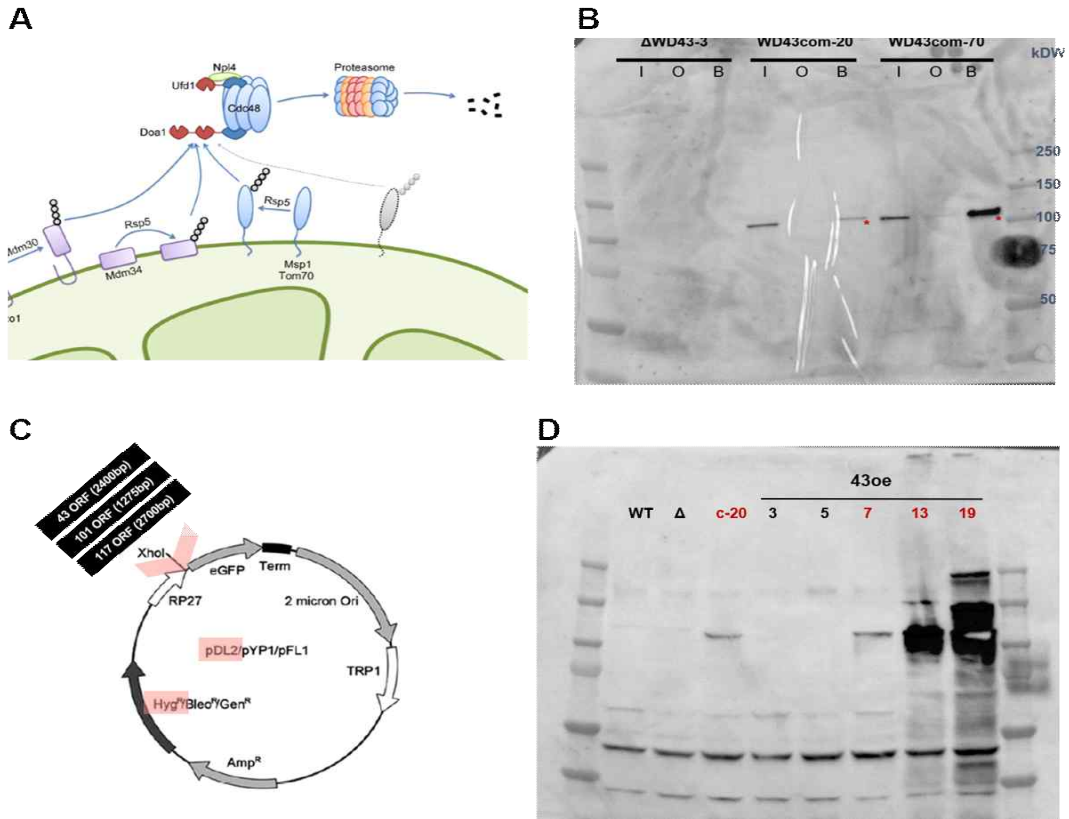 A
Npl4
Ufd1
Cdc48
Proteasome
Doa1
Mdm30
Rsp5
Mdm34
Rsp5
Msp1
Tom70
B
ΔWD43-3 WD43com-20 WD43com-70
kDW
I O B I O B I O B
250
150
100
75
50
C
43 ORF (2400bp)
101 ORF (1275bp)
117 ORF (2700bp)
XhoI
eGFP
Term
RP27
2 micron Ori
pDL2/pYP1/pFL1
TRP1
Hyg^R/Bleo^R/Gen^R
Amp^R
D
43oe
WT Δ c-20 3 5 7 13 19